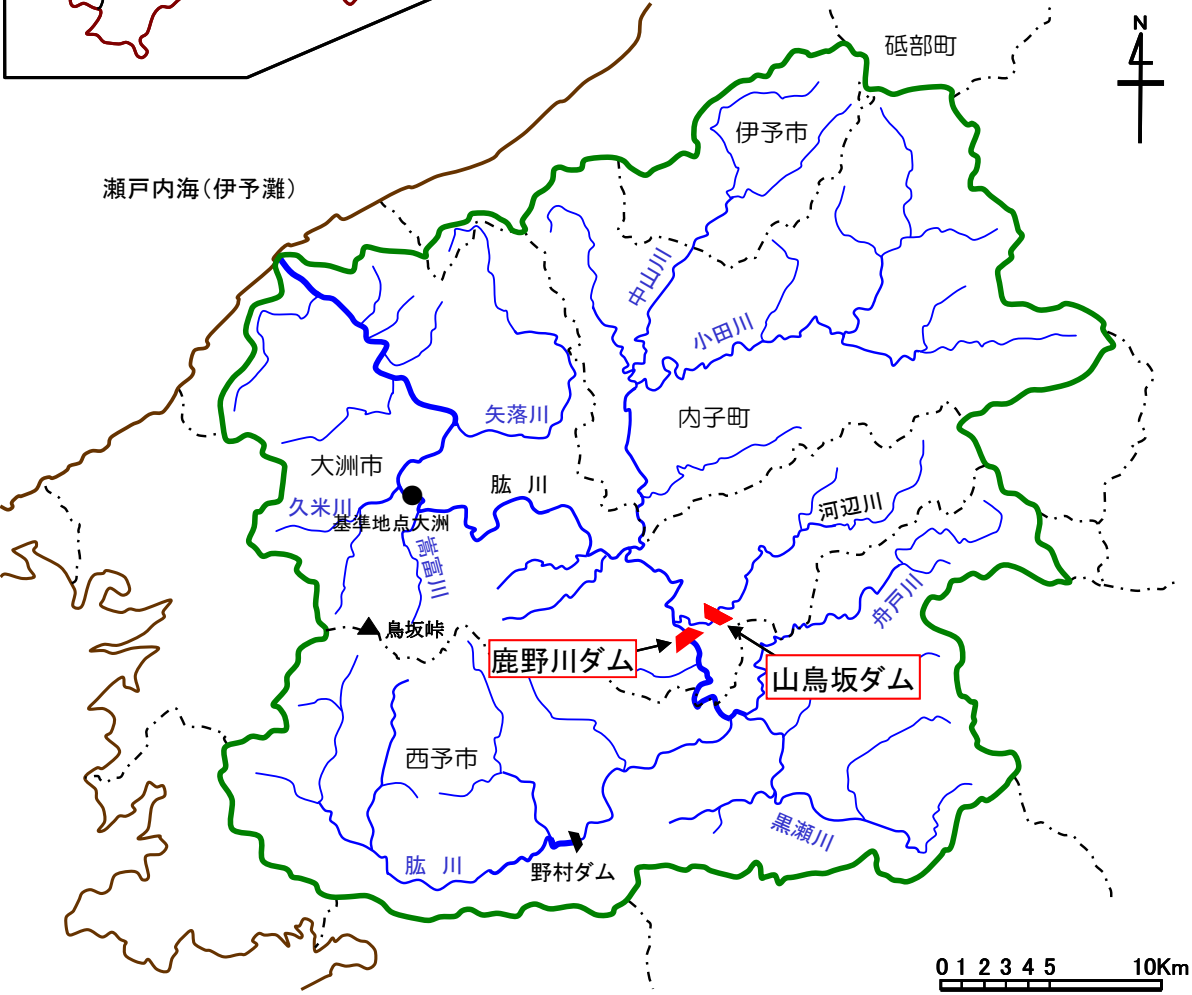 砥部町
N
伊予市
瀬戸内海（伊予灘）
中山川
小田川
矢落川
内子町
大洲市
肱 川
久米川
基準地点大洲
河辺川
嵩富川
舟戸川
鳥坂峠
鹿野川ダム
山鳥坂ダム
西予市
黒瀬川
肱 川
野村ダム
0 1 2 3 4 5 10Km